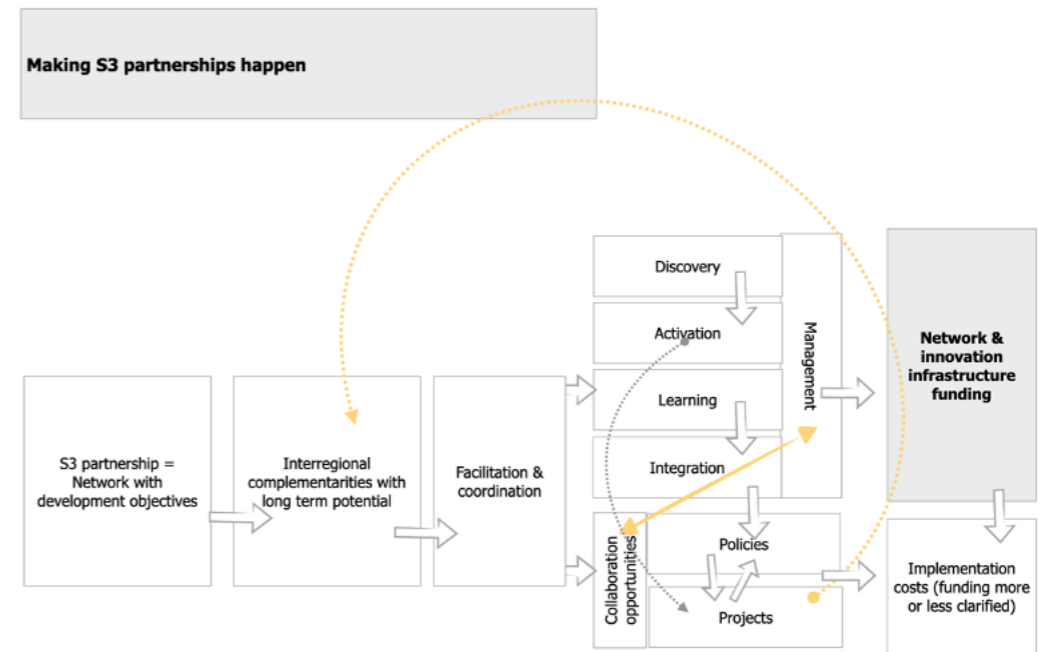 Making S3 partnerships happen
S3 partnership =
Network with
development objectives
Interregional
complementarities with
long term potential
Facilitation &
coordination
Discovery
Activation
Learning
Integration
Management
Collaboration
opportunities
Policies
Projects
Network &
innovation
infrastructure
funding
Implementation
costs (funding more
or less clarified)